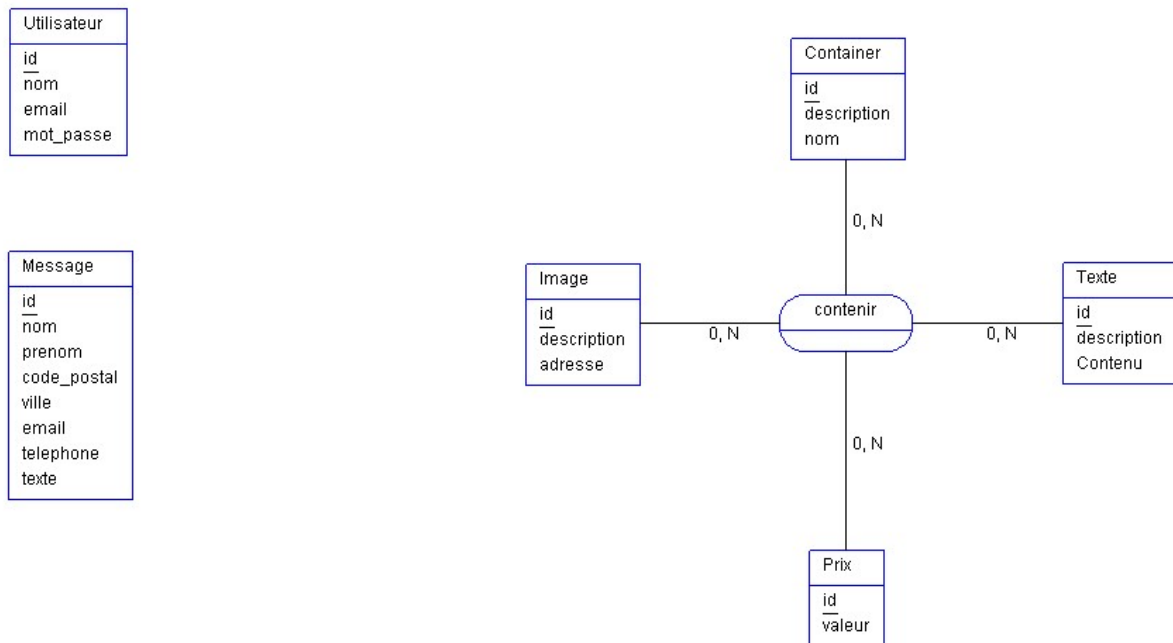 Utilisateur
id
nom
email
mot_passe
Message
id
nom
prenom
code_postal
ville
email
telephone
texte
Container
id
description
nom
0, N
Image
id
description
adresse
0, N
contenir
0, N
Texte
id
description
Contenu
0, N
Prix
id
valeur